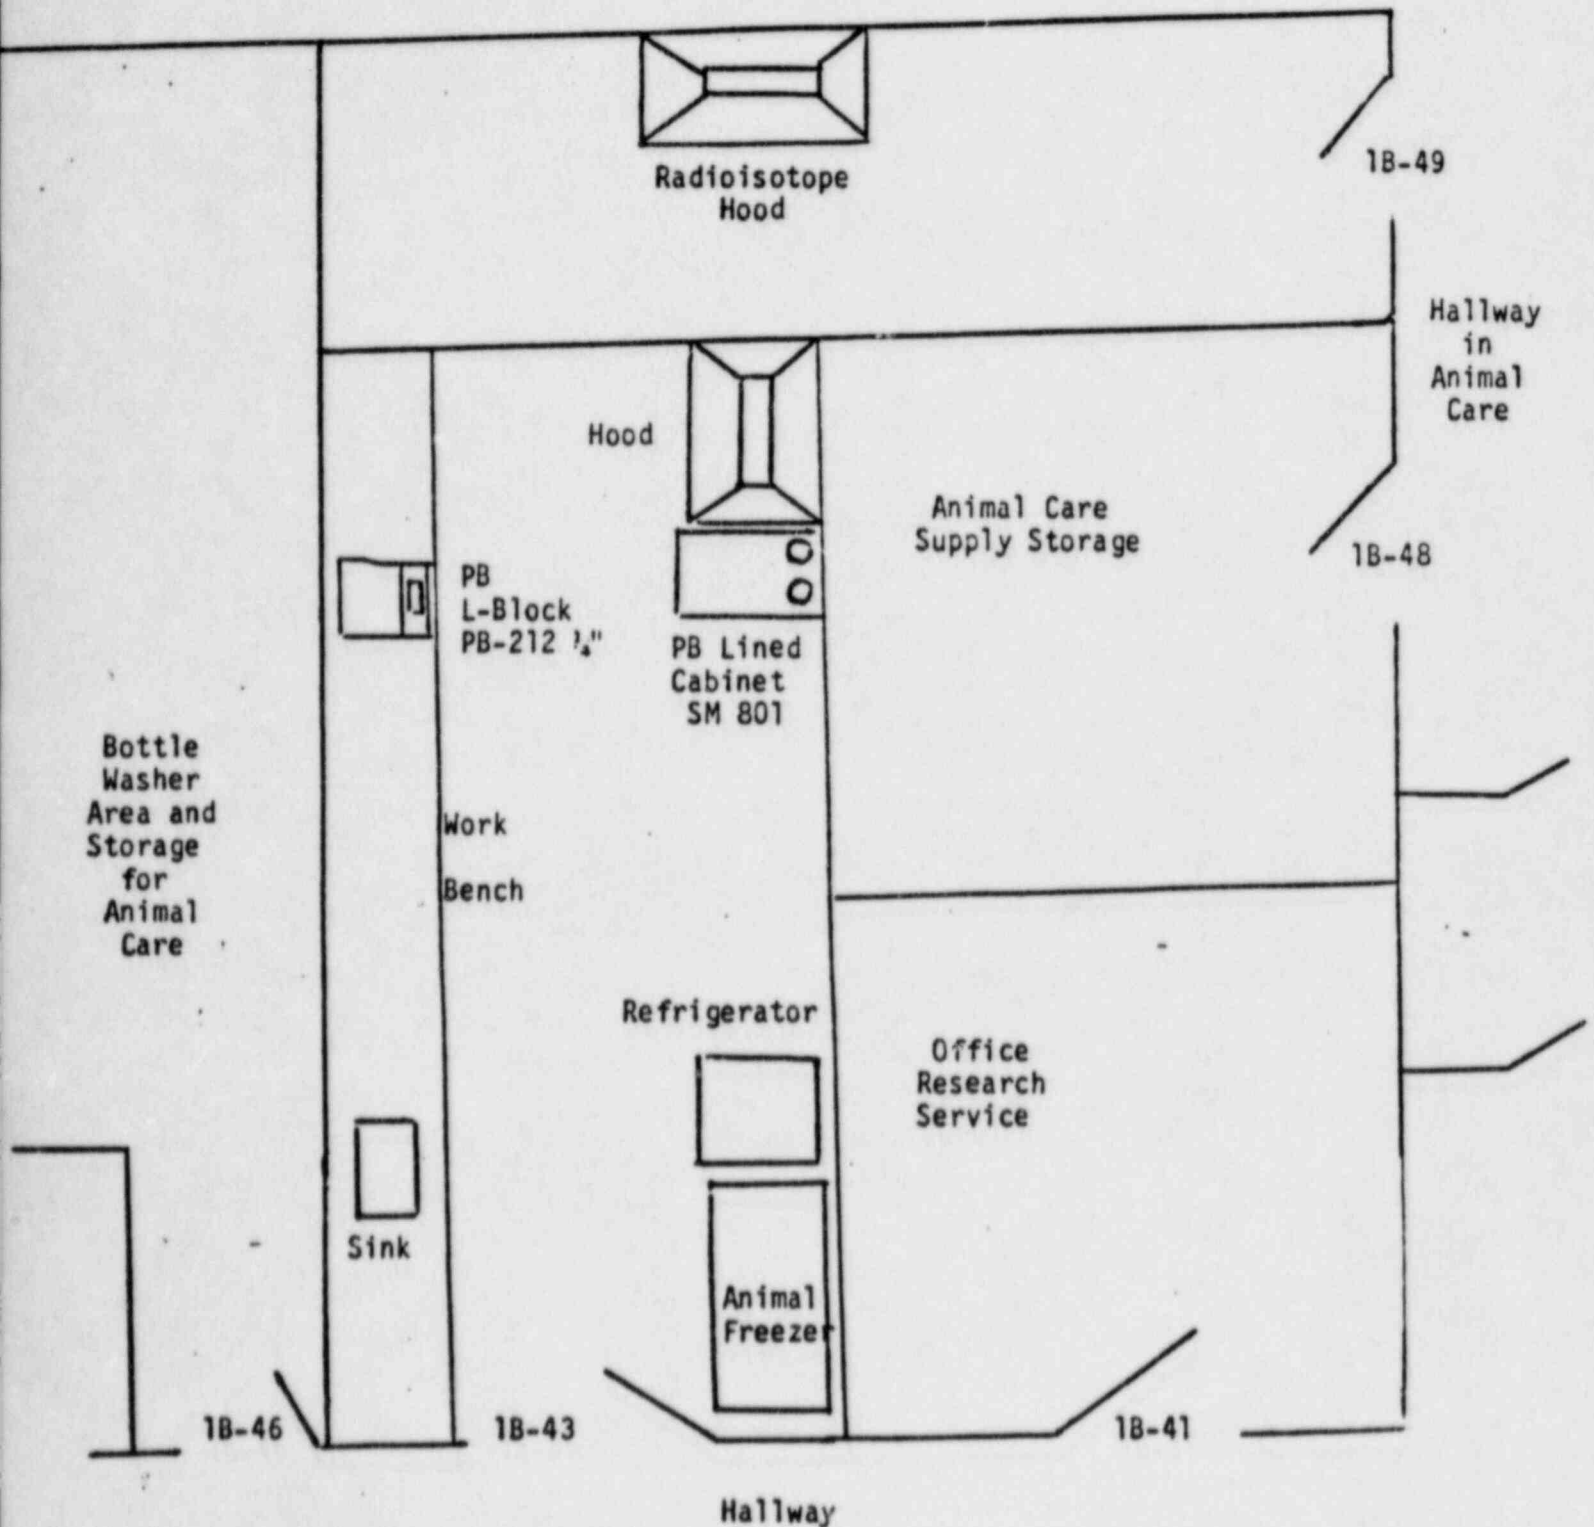 Radioisotope
Hood
1B-49
Hallway
in
Animal
Care
Hood
Animal Care
Supply Storage
1B-48
PB
L-Block
PB-212 ¼"
PB Lined
Cabinet
SM 801
Bottle
Washer
Area and
Storage
for
Animal
Care
Work
Bench
Refrigerator
Office
Research
Service
Sink
Animal
Freezer
1B-46
1B-43
1B-41
Hallway